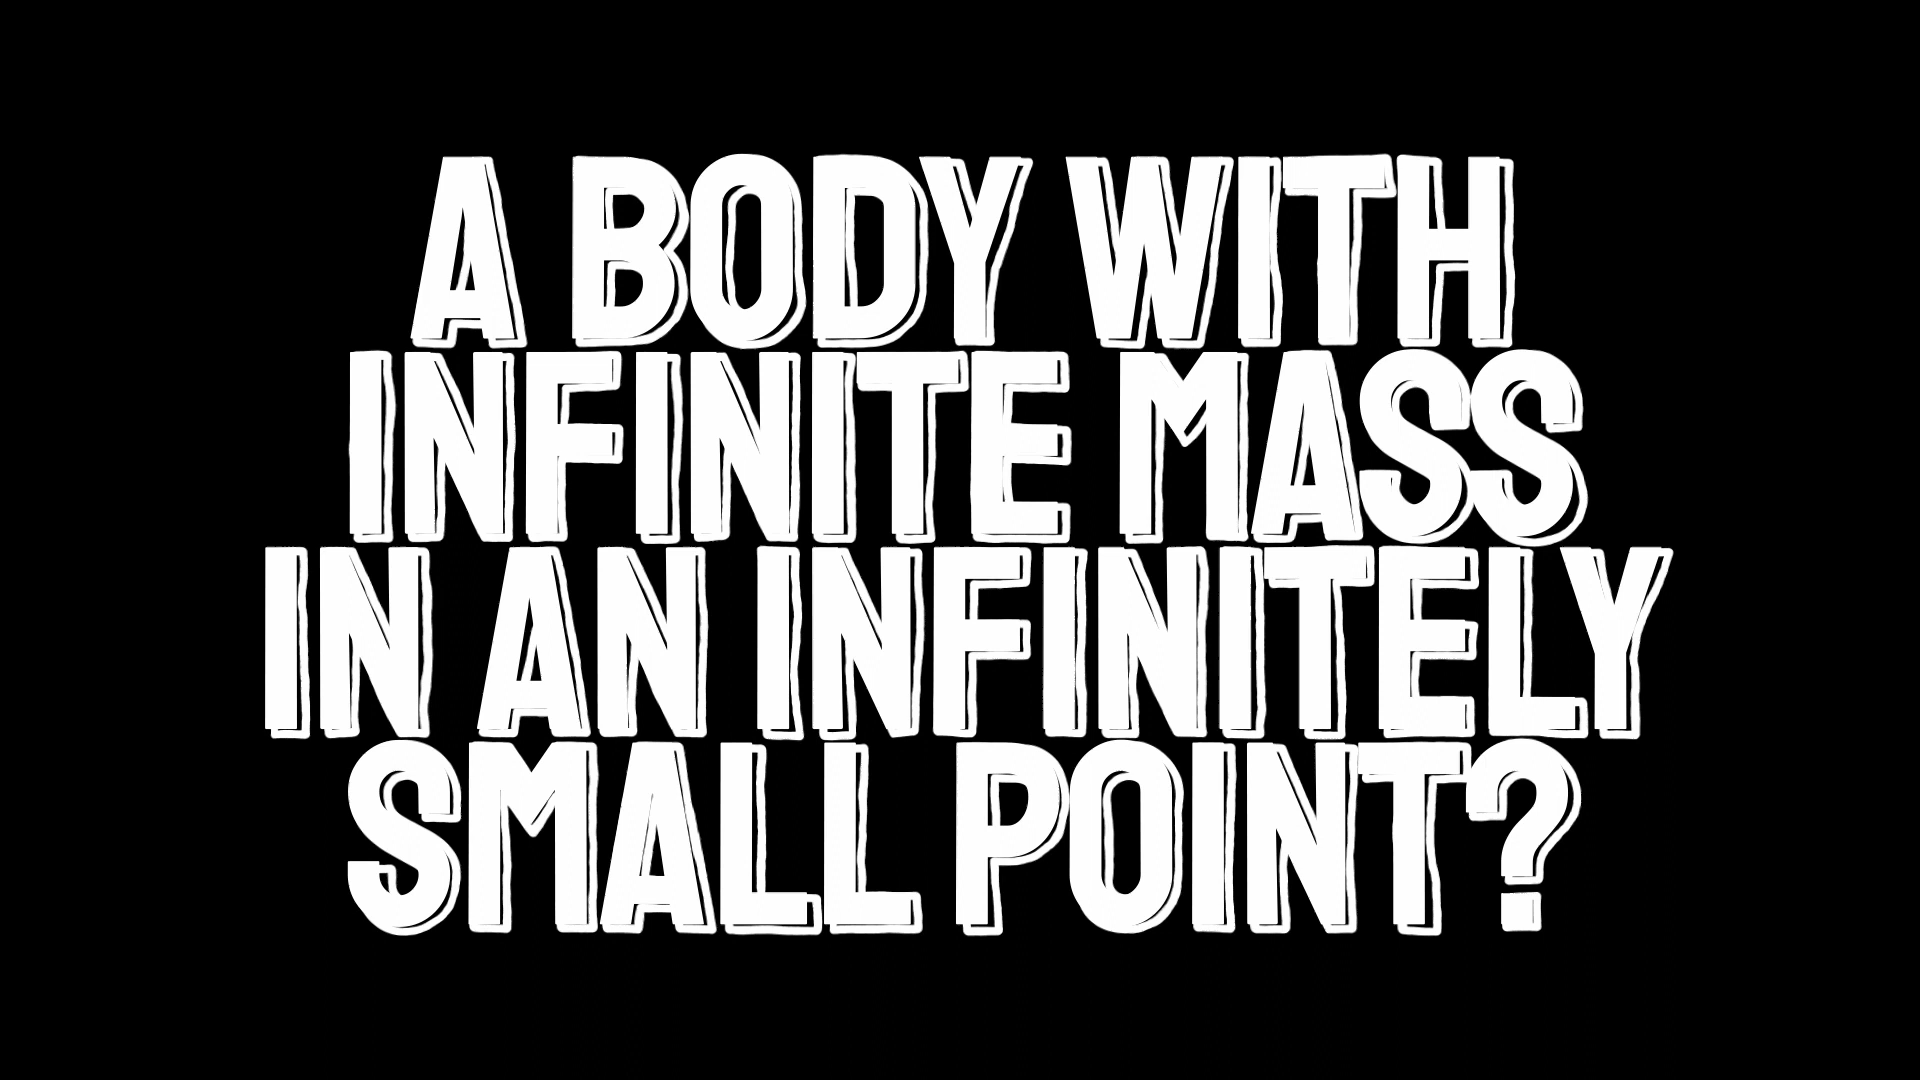 A BODY WITH
INFINITE MASS
IN AN INFINITELY
SMALL POINT?